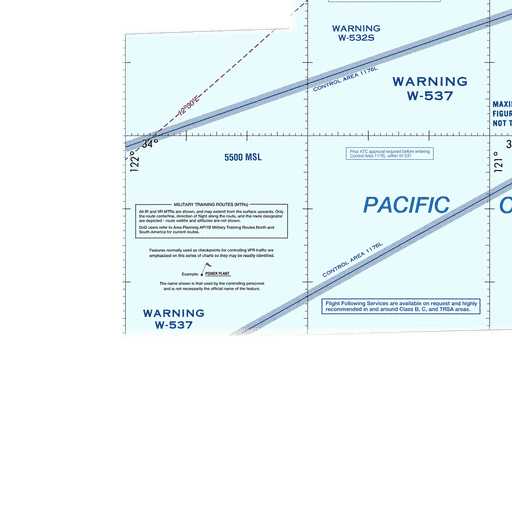 WARNING
W-532S
CONTROL AREA 1176L
WARNING
W-537
12°30'E
MAXI
FIGUR
NOT T
34°
122°
5500 MSL
Prior ATC approval required before entering
Control Area 1176L within W-537
121°
3
MILITARY TRAINING ROUTES (MTRs)
All IR and VR MTRs are shown, and may extend from the surface upwards. Only
the route centerline, direction of flight along the route, and the route designator
are depicted - route widths and altitudes are not shown.
DoD users refer to Area Planning AP/1B Military Training Routes North and
South America for current routes.
PACIFIC
Features normally used as checkpoints for controlling VFR traffic are
emphasized on this series of charts so they may be readily identified.
Example: POWER PLANT
The name shown is that used by the controlling personnel
and is not necessarily the official name of the feature.
CONTROL AREA 1176L
Flight Following Services are available on request and highly
recommended in and around Class B, C, and TRSA areas.
WARNING
W-537